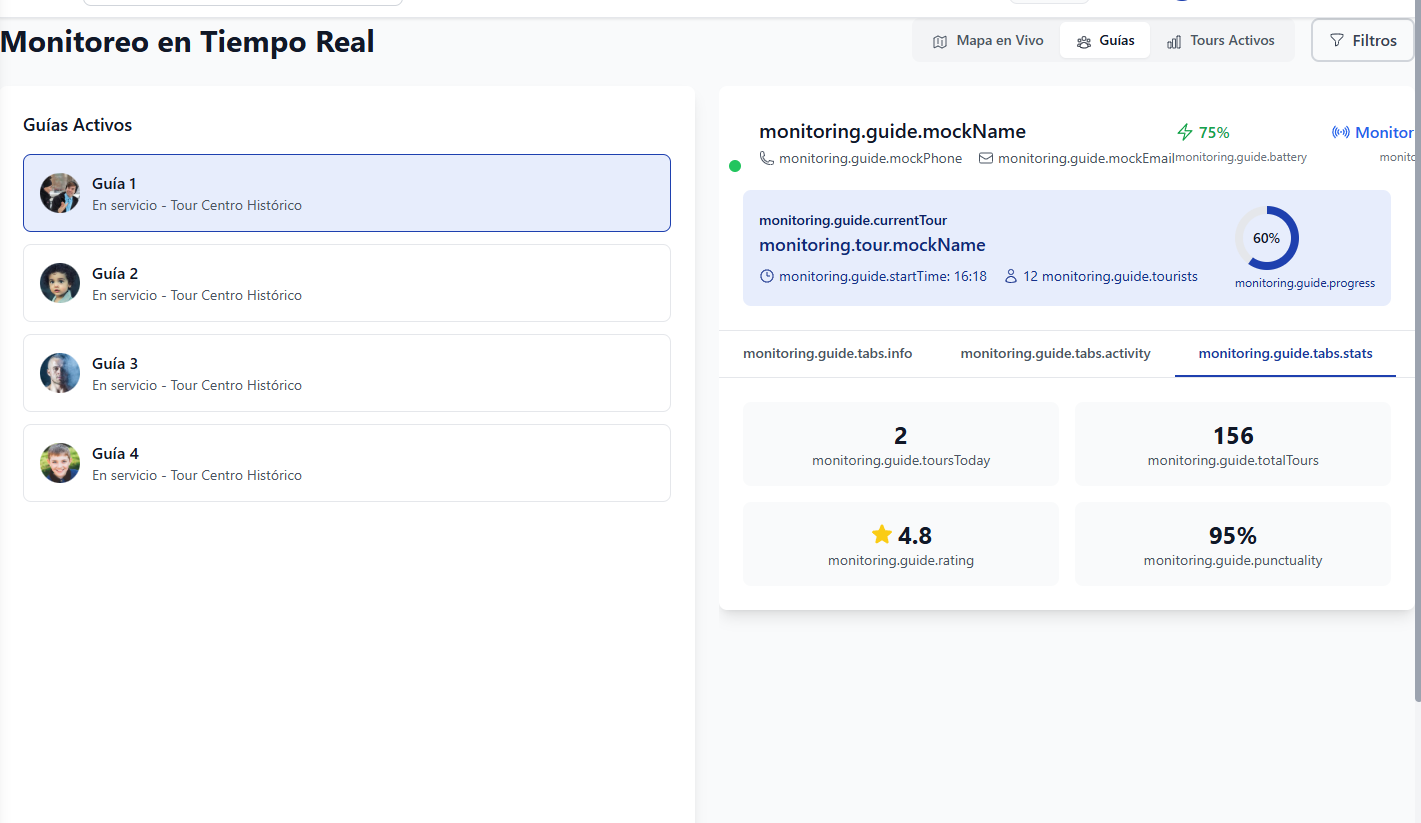 Monitoreo en Tiempo Real
Mapa en Vivo
Guías
Tours Activos
Filtros
Guías Activos
Guía 1
En servicio - Tour Centro Histórico
Guía 2
En servicio - Tour Centro Histórico
Guía 3
En servicio - Tour Centro Histórico
Guía 4
En servicio - Tour Centro Histórico
monitoring.guide.mockName
monitoring.guide.mockPhone
monitoring.guide.mockEmail
75%
monitoring.guide.battery
Monitor
monito
monitoring.guide.currentTour
monitoring.tour.mockName
monitoring.guide.startTime: 16:18
12 monitoring.guide.tourists
60%
monitoring.guide.progress
monitoring.guide.tabs.info
monitoring.guide.tabs.activity
monitoring.guide.tabs.stats
2
monitoring.guide.toursToday
156
monitoring.guide.totalTours
4.8
monitoring.guide.rating
95%
monitoring.guide.punctuality